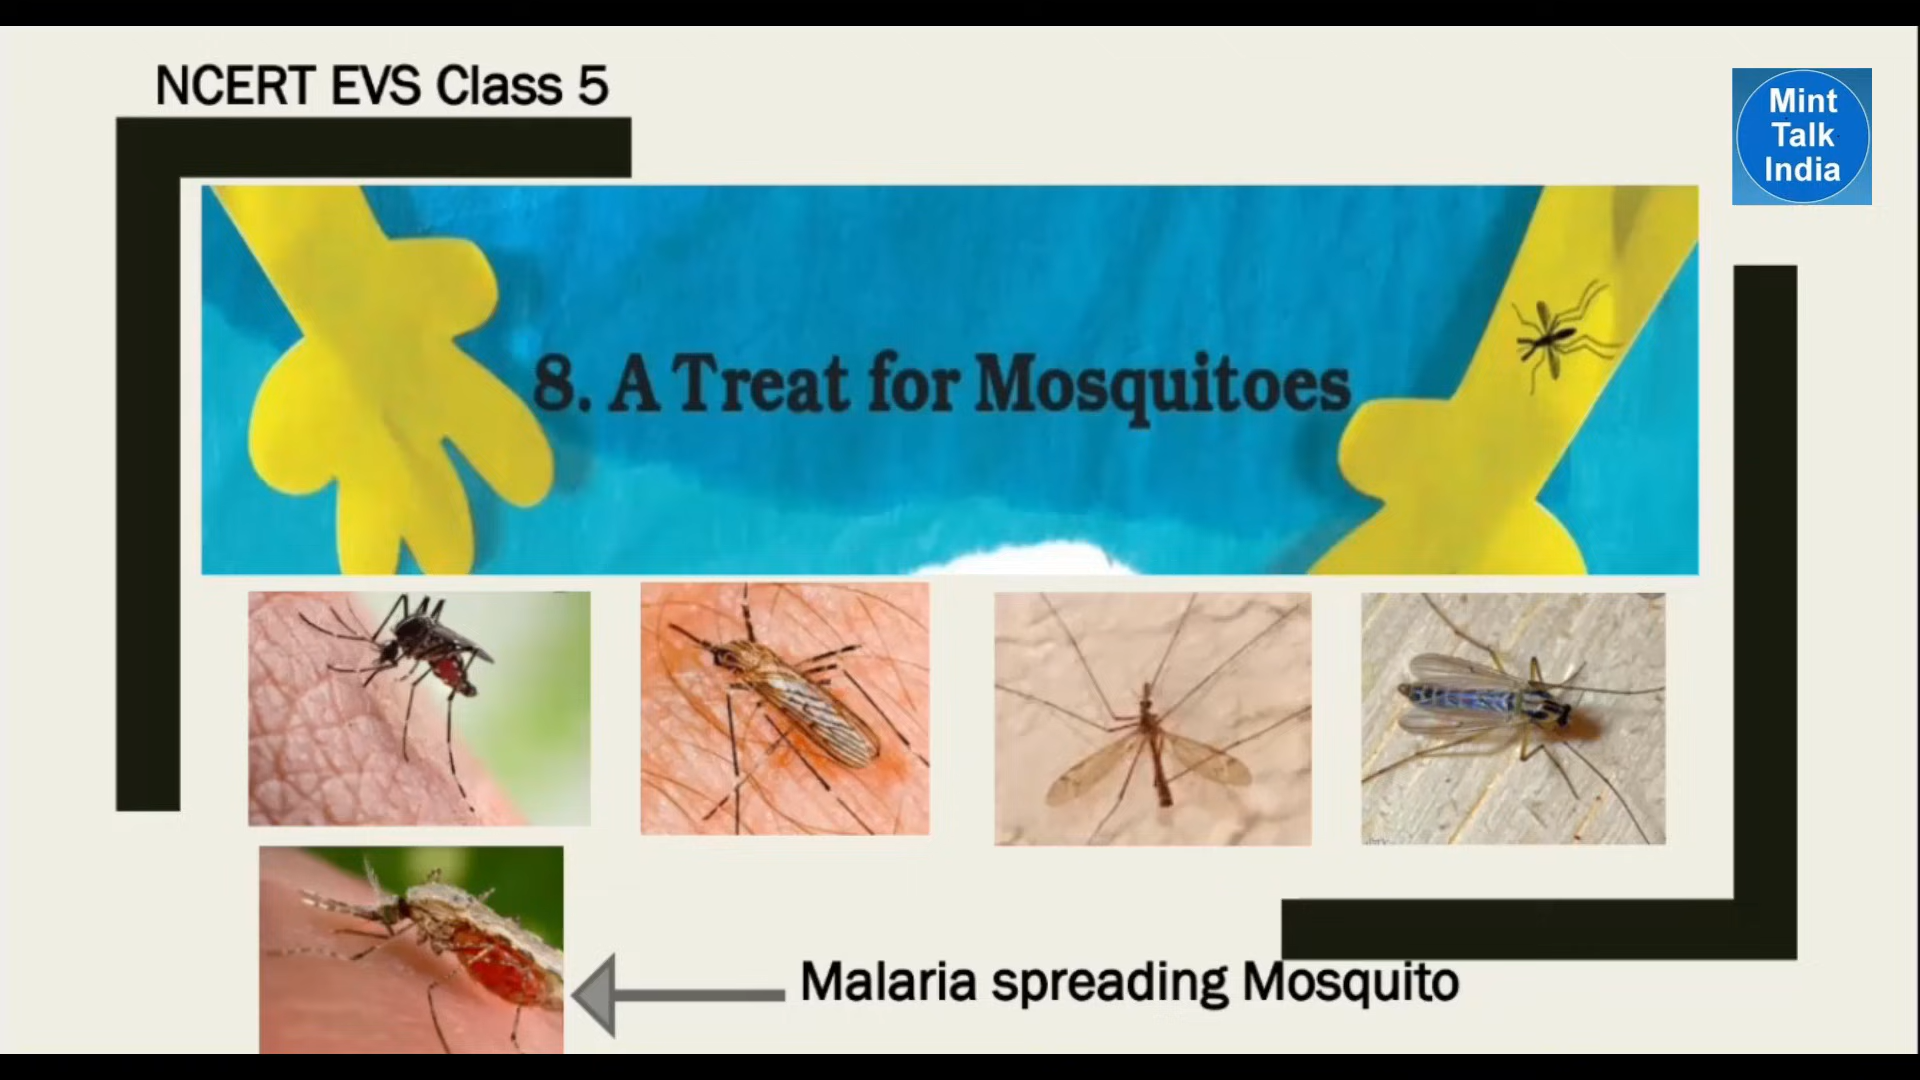 NCERT EVS Class 5
Mint
Talk
India
8. A Treat for Mosquitoes
Malaria spreading Mosquito